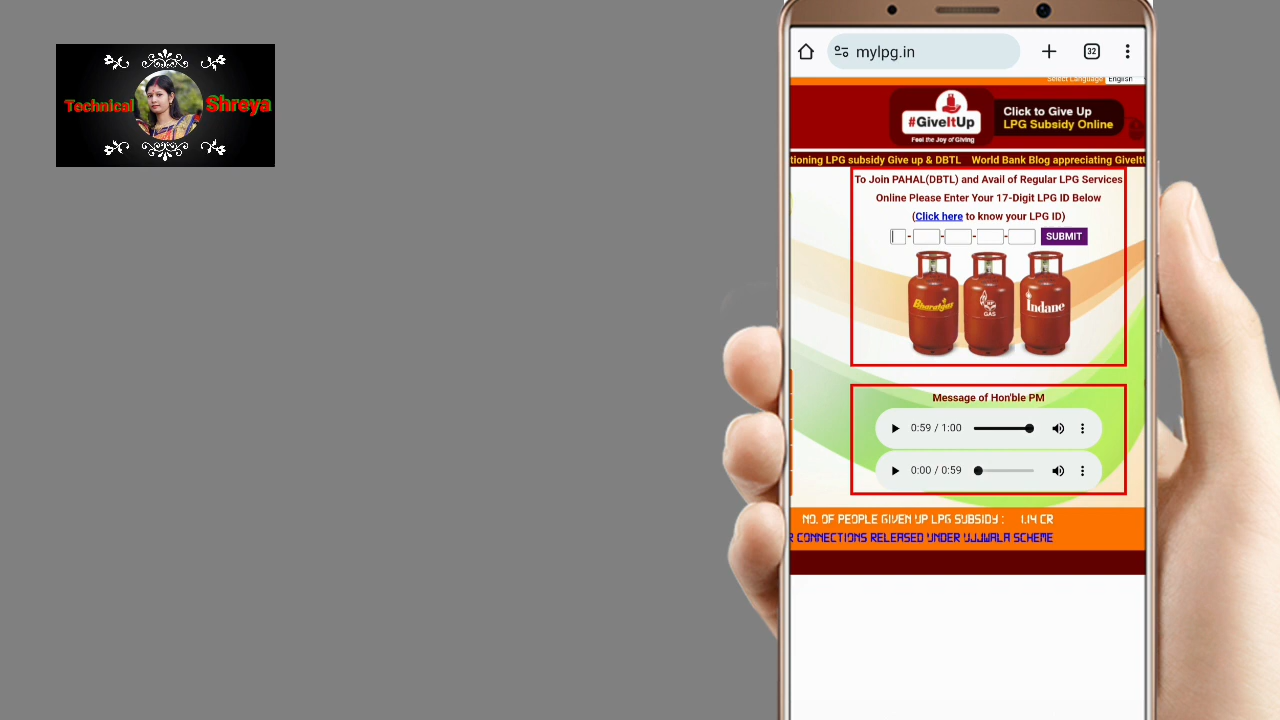 Technical Shreya
mylpg.in
32
Select Language English
#GiveItUp
Feel the Joy of Giving
Click to Give Up
LPG Subsidy Online
tioning LPG subsidy Give up & DBTL World Bank Blog appreciating GiveItU
To Join PAHAL(DBTL) and Avail of Regular LPG Services
Online Please Enter Your 17-Digit LPG ID Below
(Click here to know your LPG ID)
- - - - SUBMIT
Bharatgas
HP
GAS
Indane
Message of Hon'ble PM
0:59 / 1:00
0:00 / 0:59
NO. OF PEOPLE GIVEN UP LPG SUBSIDY : 1.14 CR
R CONNECTIONS RELEASED UNDER UJJWALA SCHEME